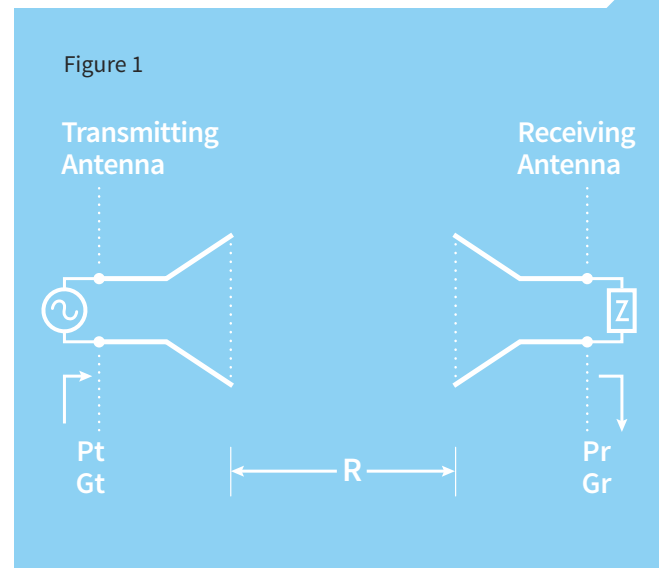 Figure 1
Transmitting
Antenna
Receiving
Antenna
Z
Pt
Gt
R
Pr
Gr